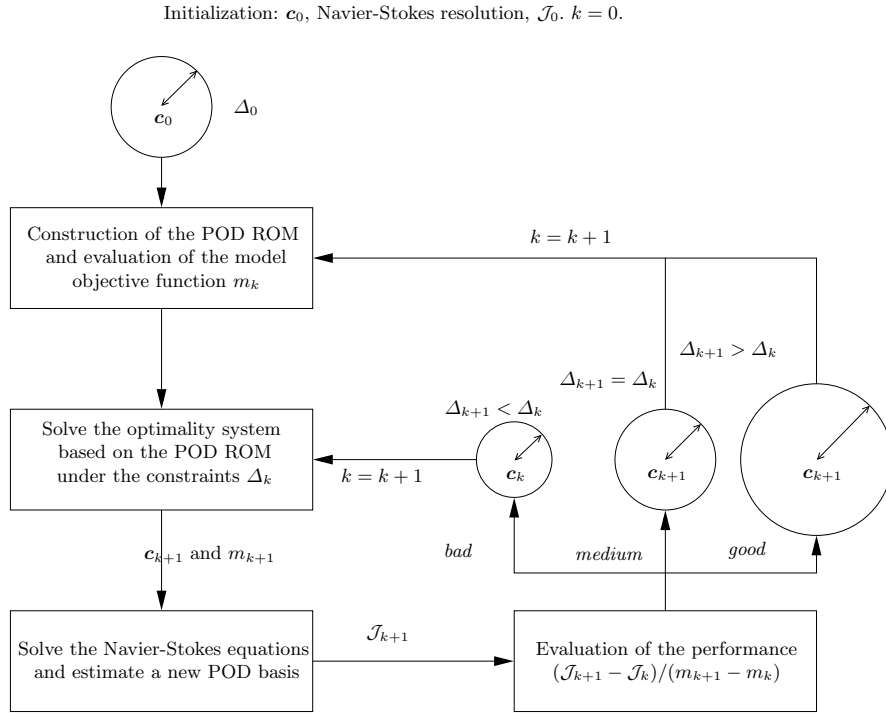 Initialization: c₀, Navier-Stokes resolution, 𝒥₀. k = 0.
c₀
Δ₀
Construction of the POD ROM
and evaluation of the model
objective function mₖ
k = k + 1
Δₖ₊₁ > Δₖ
Δₖ₊₁ = Δₖ
Δₖ₊₁ < Δₖ
Solve the optimality system
based on the POD ROM
under the constraints Δₖ
k = k + 1
cₖ
cₖ₊₁
cₖ₊₁
cₖ₊₁ and mₖ₊₁
bad
medium
good
Solve the Navier-Stokes equations
and estimate a new POD basis
𝒥ₖ₊₁
Evaluation of the performance
(𝒥ₖ₊₁ − 𝒥ₖ)/(mₖ₊₁ − mₖ)